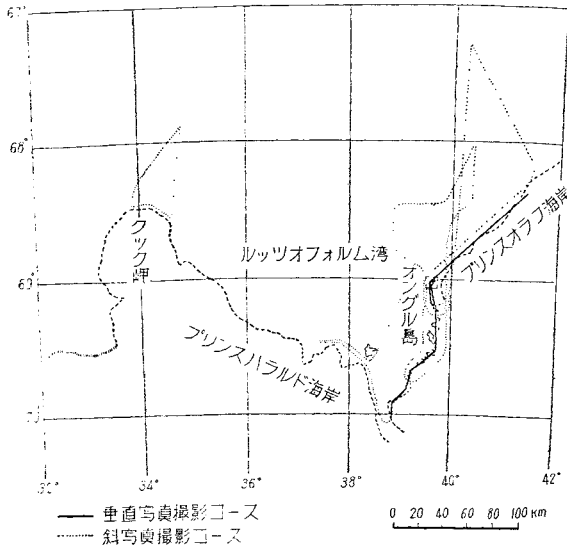 67°
68°
クック岬
ルッツオフォルム湾
プリンスオラフ海岸
69
オングル島
プリンスハラルド海岸
34°
36°
38°
40°
42°
垂直写真撮影コース
斜写真撮影コース
0 20 40 60 80 100 KM